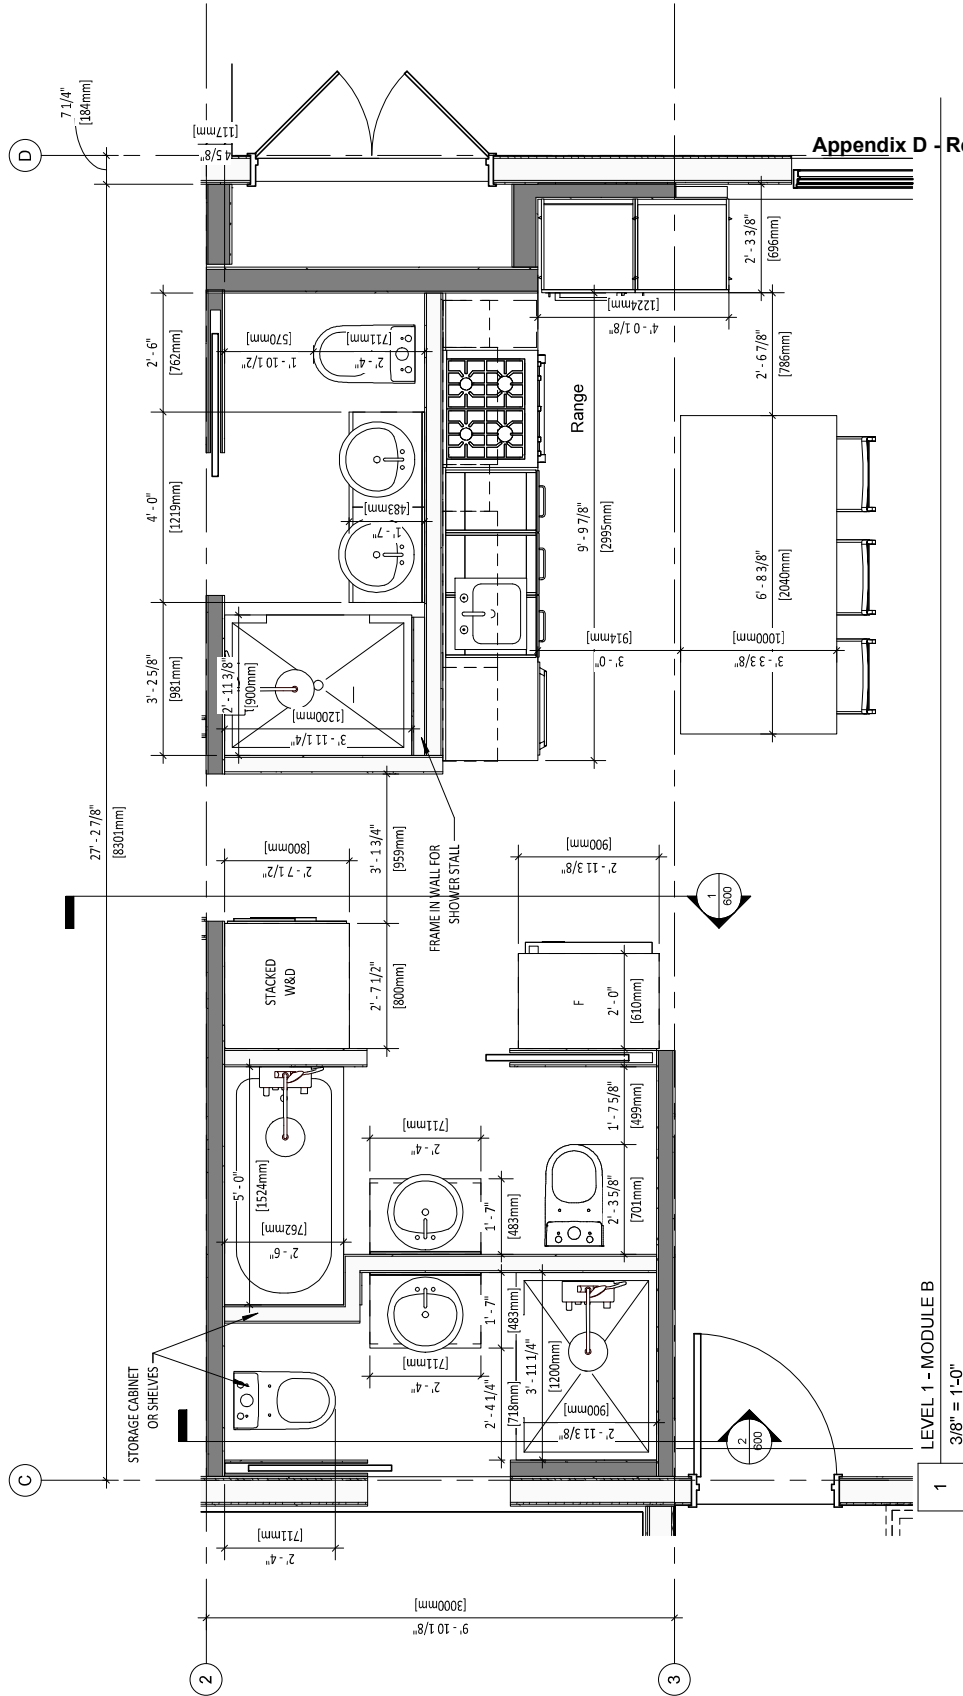 D
7 1/4"
[184mm]
4 5/8"
[117mm]
Appendix D - Re
27' - 2 7/8"
[8301mm]
2' - 6"
[762mm]
4' - 0"
[1219mm]
3' - 2 5/8"
[981mm]
1' - 10 1/2"
[570mm]
2' - 4"
[711mm]
1' - 7"
[483mm]
2' - 11 3/8"
[900mm]
3' - 11 1/4"
[1200mm]
2' - 3 3/8"
[696mm]
4' - 0 1/8"
[1224mm]
2' - 6 7/8"
[786mm]
Range
9' - 9 7/8"
[2995mm]
6' - 8 3/8"
[2040mm]
3' - 0"
[914mm]
3' - 3 3/8"
[1000mm]
FRAME IN WALL FOR
SHOWER STALL
2' - 7 1/2"
[800mm]
3' - 1 3/4"
[959mm]
2' - 11 3/8"
[900mm]
1
600
STACKED
W&D
2' - 7 1/2"
[800mm]
F
2' - 0"
[610mm]
5' - 0"
[1524mm]
2' - 6"
[762mm]
2' - 4"
[711mm]
1' - 7"
[483mm]
1' - 7 5/8"
[499mm]
2' - 3 5/8"
[701mm]
STORAGE CABINET
OR SHELVES
2' - 4"
[711mm]
1' - 7"
[483mm]
2' - 4 1/4"
[718mm]
3' - 11 1/4"
[1200mm]
2' - 11 3/8"
[900mm]
2
600
C
2' - 4"
[711mm]
9' - 10 1/8"
[3000mm]
2
3
1
LEVEL 1 - MODULE B
3/8" = 1'-0"